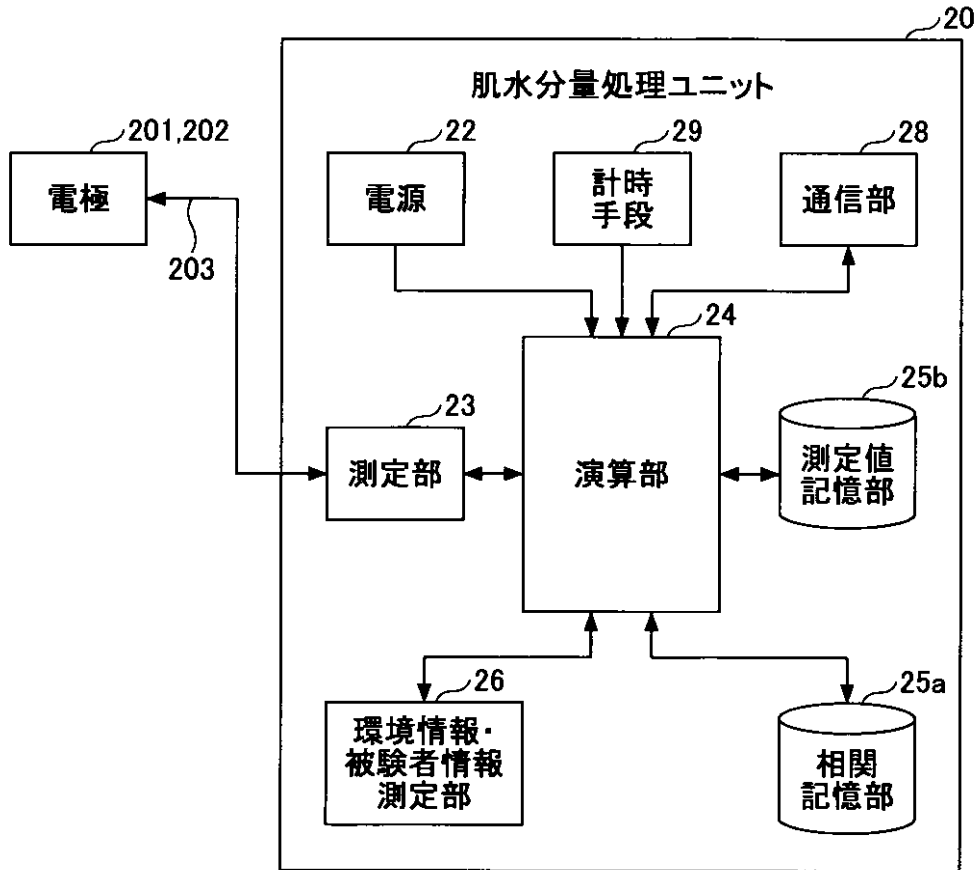 20
肌水分量処理ユニット
201,202
電極
203
22
電源
29
計時
手段
28
通信部
24
演算部
23
測定部
25b
測定値
記憶部
26
環境情報・
被験者情報
測定部
25a
相関
記憶部